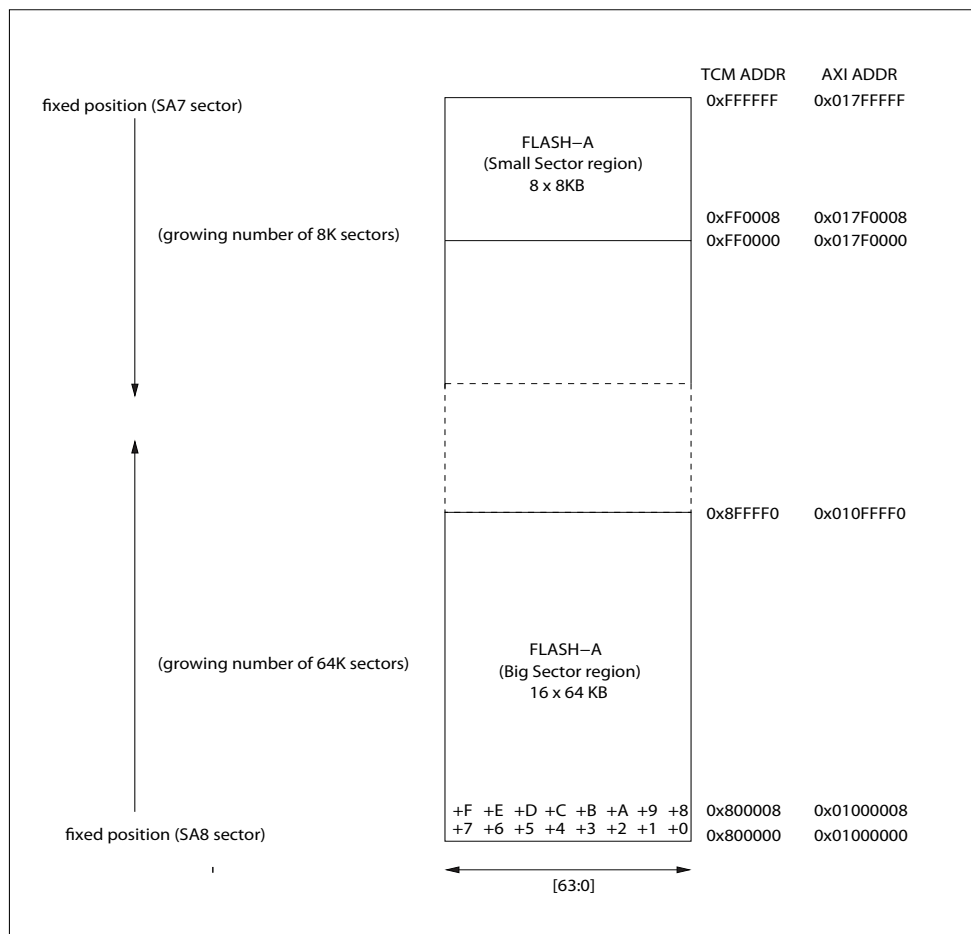 TCM ADDR AXI ADDR
fixed position (SA7 sector) 0xFFFFFF 0x017FFFFF
FLASH−A
(Small Sector region)
8 x 8KB
0xFF0008 0x017F0008
(growing number of 8K sectors) 0xFF0000 0x017F0000
0x8FFFF0 0x010FFFF0
FLASH−A
(growing number of 64K sectors) (Big Sector region)
16 x 64 KB
+F +E +D +C +B +A +9 +8 0x800008 0x01000008
fixed position (SA8 sector) +7 +6 +5 +4 +3 +2 +1 +0 0x800000 0x01000000
[63:0]